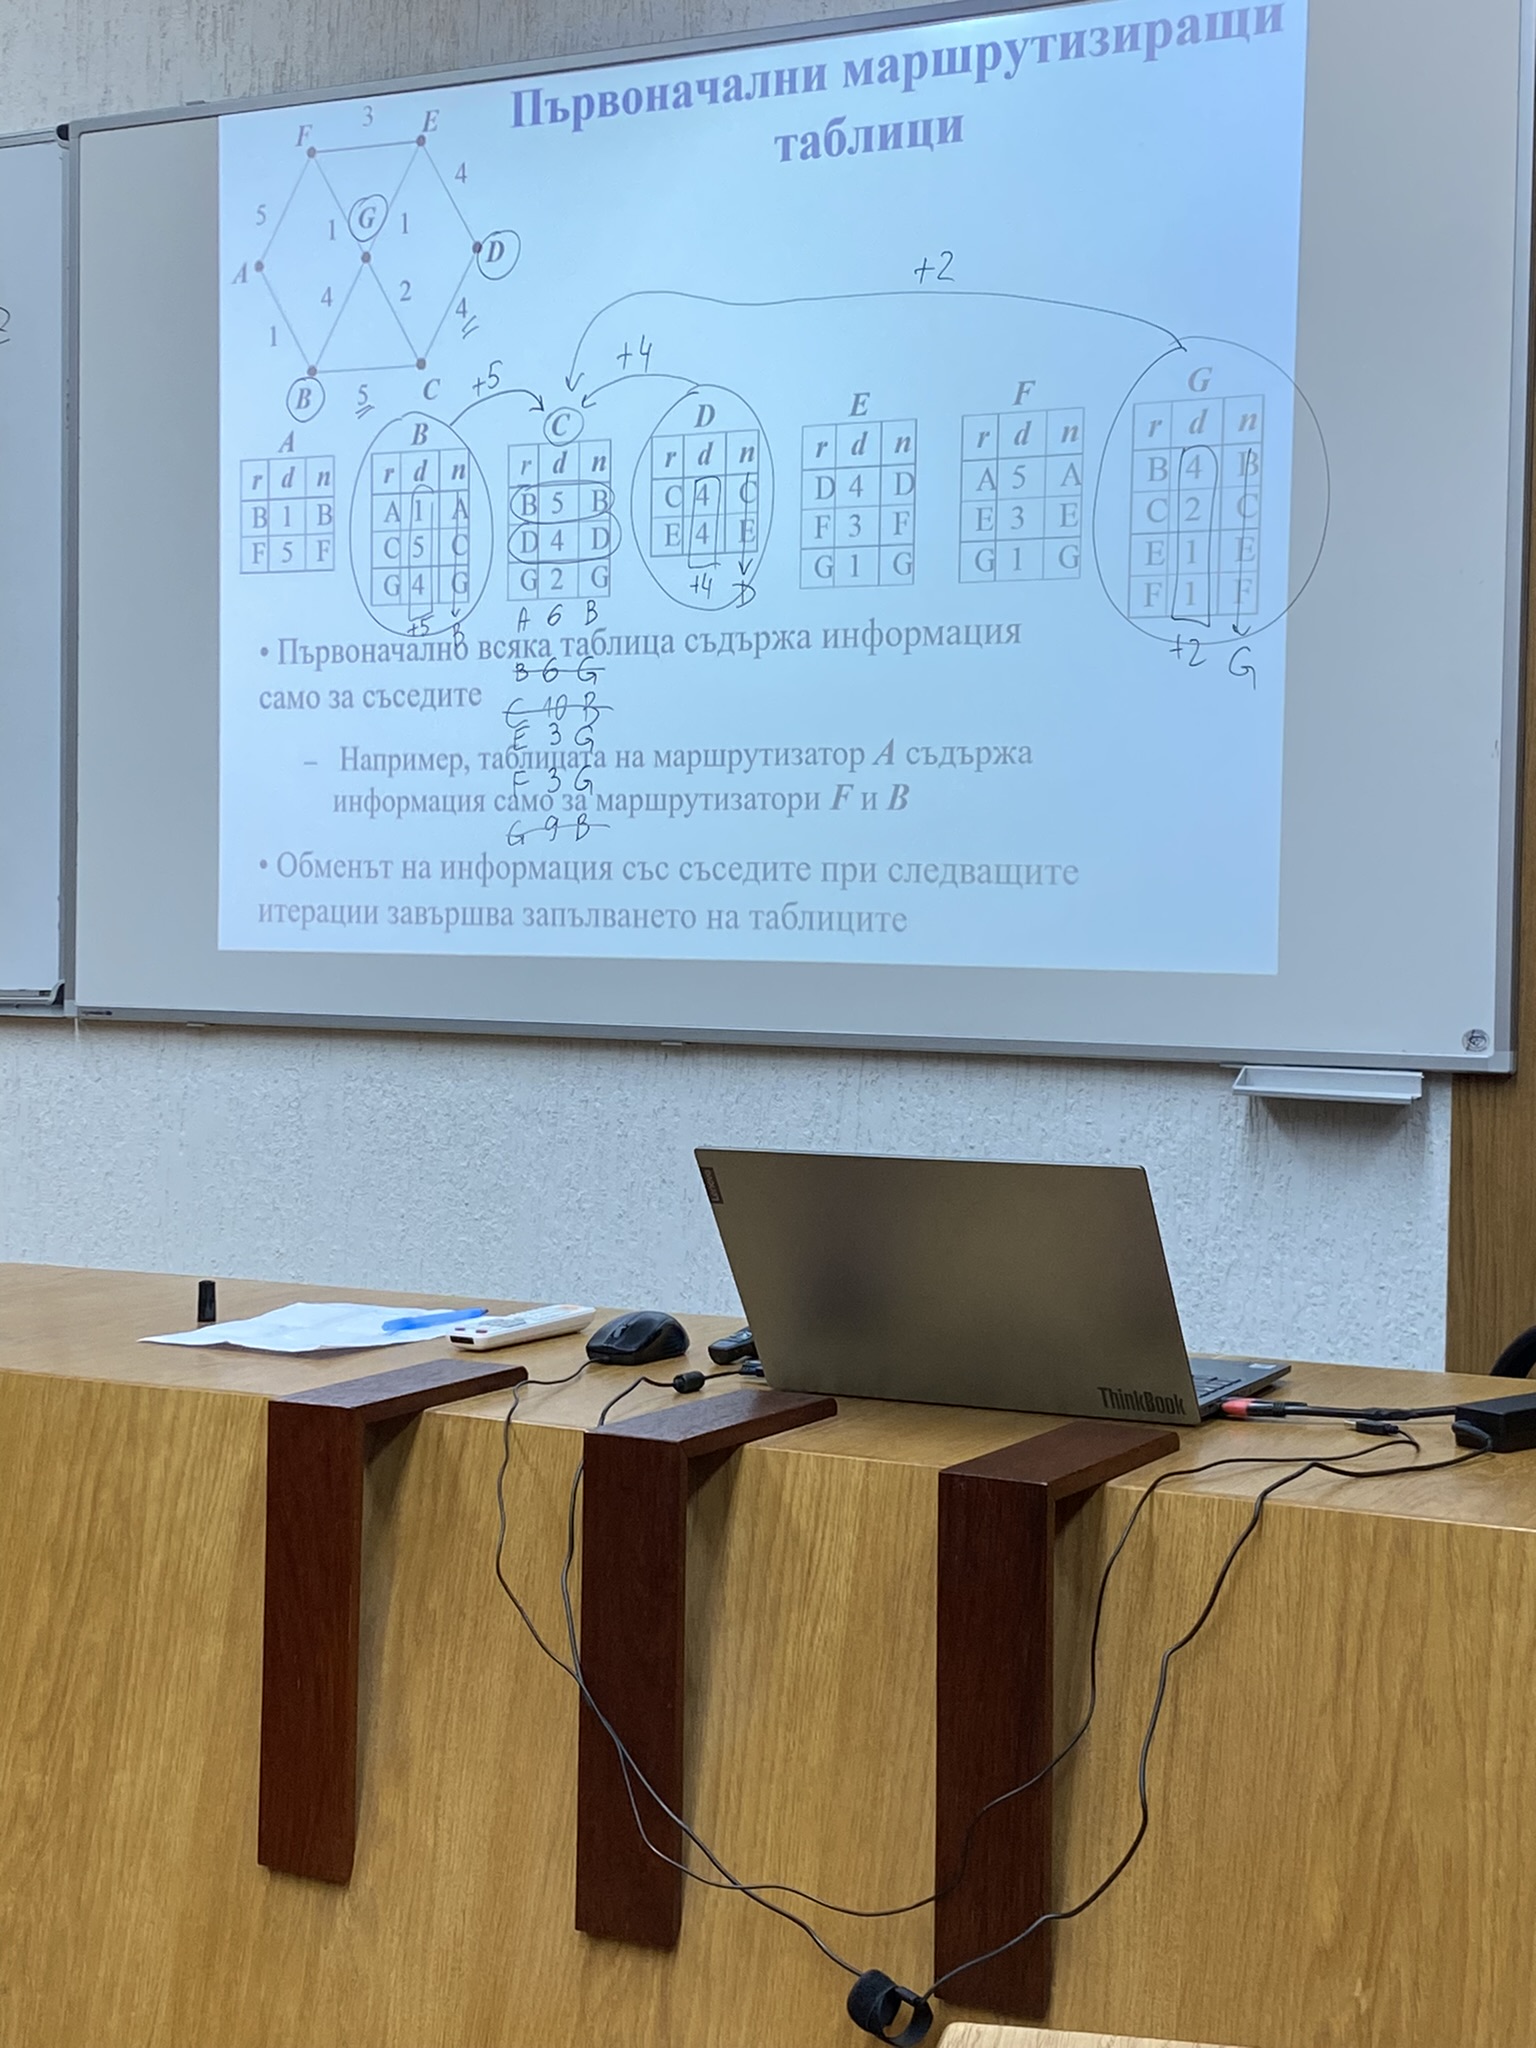 Първоначални маршрутизиращи
таблици
F 3 E
5 1 G 1 4
A D
4 2
1 4
B 5 C
+2
+5 +4
A
r d n
B 1 B
F 5 F
B
r d n
A 1 A
C 5 C
G 4 G
+5 B
C
r d n
B 5 B
D 4 D
G 2 G
A 6 B
B 6 G
C 10 B
E 3 G
F 3 G
G 9 B
D
r d n
C 4 C
E 4 E
+4 D
E
r d n
D 4 D
F 3 F
G 1 G
F
r d n
A 5 A
E 3 E
G 1 G
G
r d n
B 4 B
C 2 C
E 1 E
F 1 F
+2 G
• Първоначално всяка таблица съдържа информация
само за съседите
– Например, таблицата на маршрутизатор A съдържа
информация само за маршрутизатори F и B
• Обменът на информация със съседите при следващите
итерации завършва запълването на таблиците
Lenovo
ThinkBook